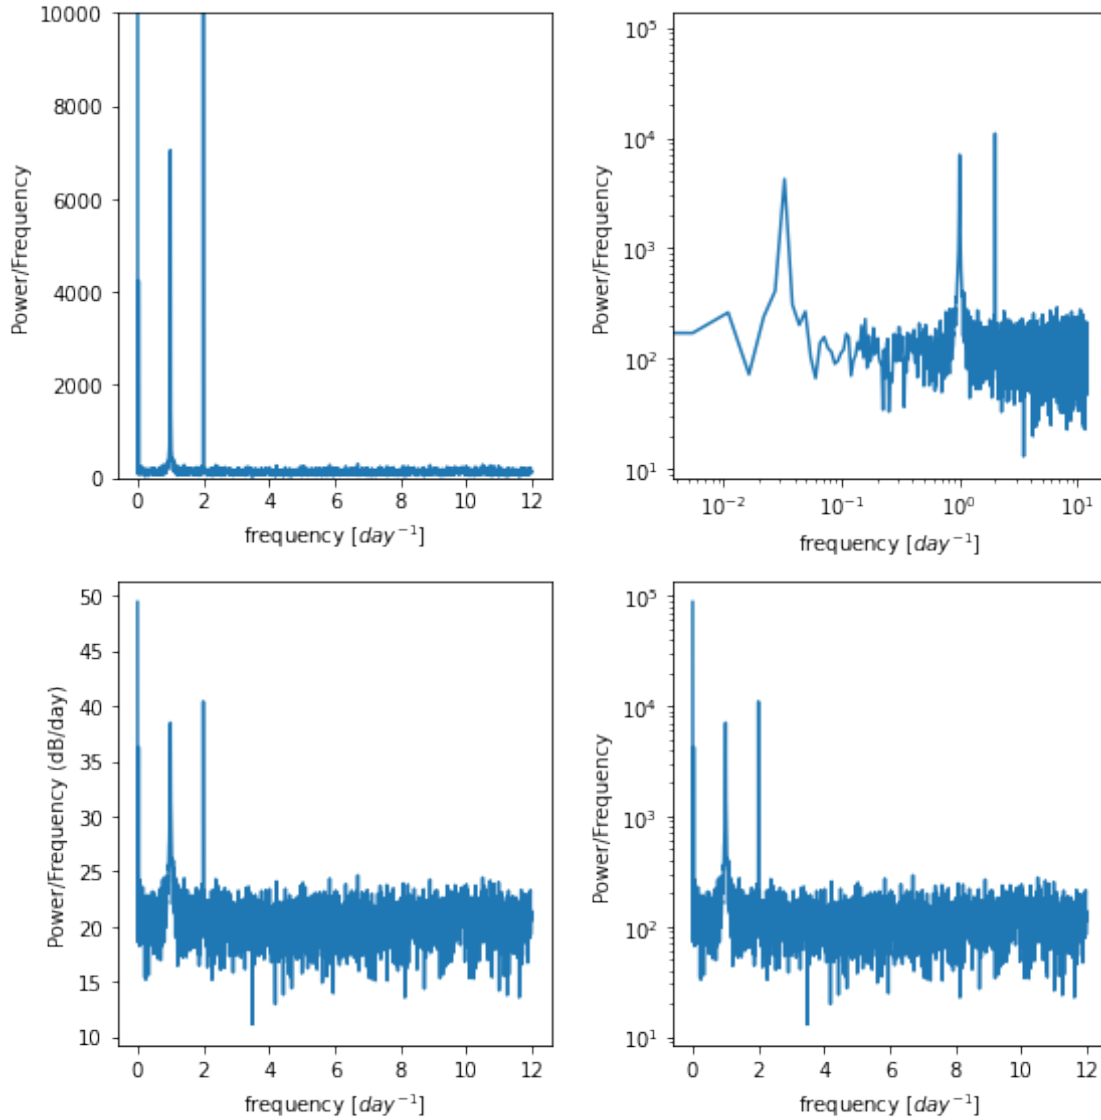 10000
8000
6000
4000
2000
0
Power/Frequency
0 2 4 6 8 10 12
frequency [day⁻¹]
10⁵
10⁴
10³
10²
10¹
Power/Frequency
10⁻² 10⁻¹ 10⁰ 10¹
frequency [day⁻¹]
50
45
40
35
30
25
20
15
10
Power/Frequency (dB/day)
0 2 4 6 8 10 12
frequency [day⁻¹]
10⁵
10⁴
10³
10²
10¹
Power/Frequency
0 2 4 6 8 10 12
frequency [day⁻¹]